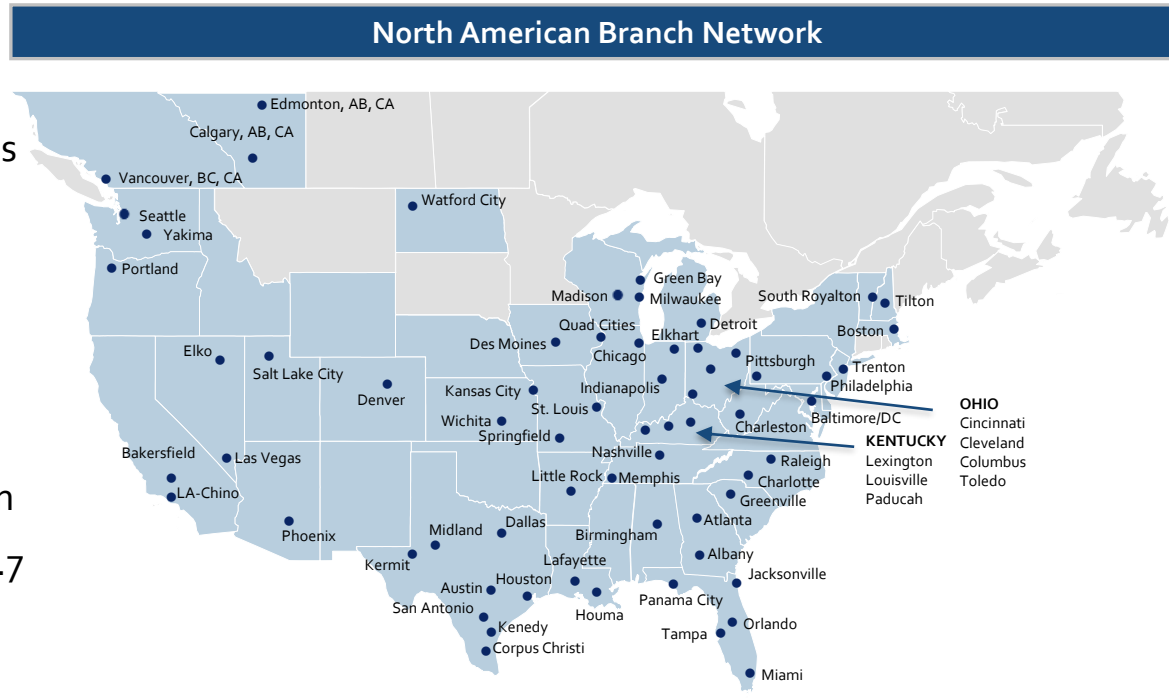 North American Branch Network
Edmonton, AB, CA
Calgary, AB, CA
s
Vancouver, BC, CA
Watford City
Seattle
Yakima
Portland
Green Bay
Madison
Milwaukee
South Royalton
Tilton
Quad Cities
Elkhart
Detroit
Boston
Des Moines
Chicago
Elko
Salt Lake City
Pittsburgh
Trenton
Denver
Kansas City
Indianapolis
Philadelphia
St. Louis
Baltimore/DC
Wichita
Charleston
Springfield
OHIO
Cincinnati
Cleveland
Columbus
Toledo
KENTUCKY
Lexington
Louisville
Paducah
Bakersfield
Las Vegas
Nashville
Raleigh
LA-Chino
n
Little Rock
Memphis
Charlotte
Greenville
Phoenix
Midland
Dallas
Birmingham
Atlanta
Kermit
-7
Lafayette
Albany
Austin
Houston
Jacksonville
San Antonio
Houma
Panama City
Kenedy
Orlando
Tampa
Corpus Christi
Miami